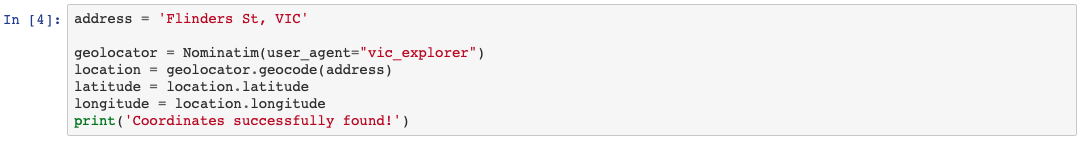 In [4]: address = 'Flinders St, VIC'
geolocator = Nominatim(user_agent="vic_explorer")
location = geolocator.geocode(address)
latitude = location.latitude
longitude = location.longitude
print('Coordinates successfully found!')